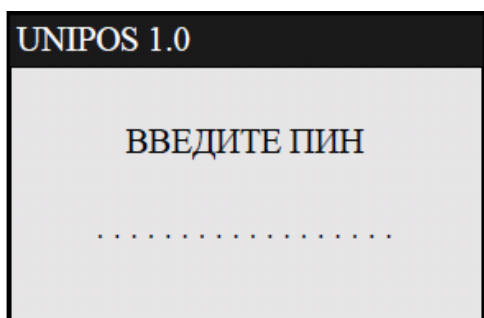 UNIPOS 1.0
ВВЕДИТЕ ПИН
. . . . . . . . . . . . . . . . . .